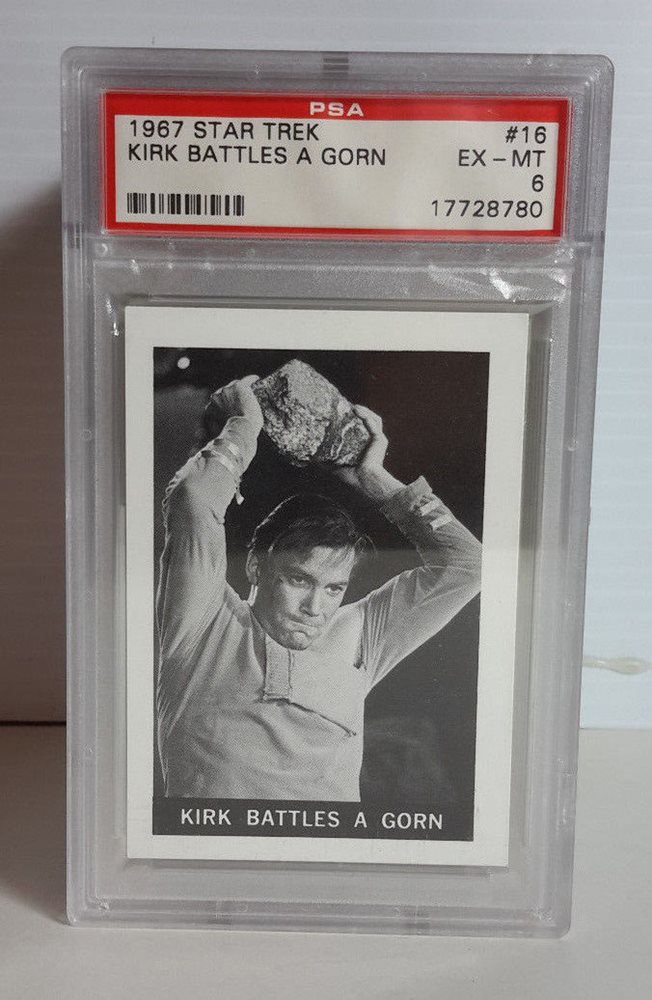 PSA
1967 STAR TREK #16
KIRK BATTLES A GORN EX-MT
6
17728780
KIRK BATTLES A GORN